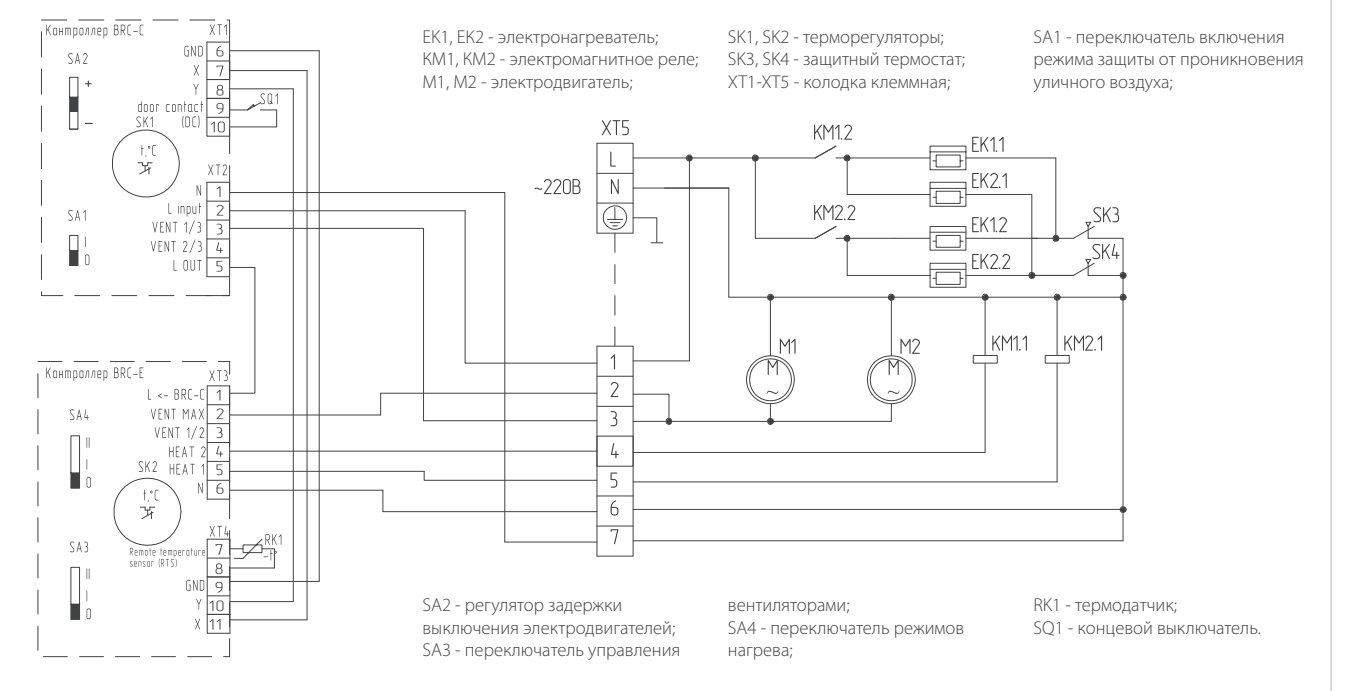 EK1, EK2 - электронагреватель;
KM1, KM2 - электромагнитное реле;
M1, M2 - электродвигатель;
SK1, SK2 - терморегуляторы;
SK3, SK4 - защитный термостат;
XT1-XT5 - колодка клеммная;
SA1 - переключатель включения
режима защиты от проникновения
уличного воздуха;
Контроллер BRC-C
XT1
SA2
+
–
GND 6
X 7
Y 8
door contact 9
(DC) 10
SQ1
SK1
t,°C
XT2
N 1
L input 2
VENT 1/3 3
VENT 2/3 4
L OUT 5
SA1
I
0
Контроллер BRC-E
XT3
L <- BRC-C 1
VENT MAX 2
VENT 1/2 3
HEAT 2 4
HEAT 1 5
N 6
SA4
II
I
0
SK2
t,°C
XT4
Remote temperature
sensor (RTS)
7
8
GND 9
Y 10
X 11
RK1
-t°
SA3
II
I
0
XT5
~220В
L
N
1
2
3
4
5
6
7
KM1.2
KM2.2
EK1.1
EK2.1
EK1.2
EK2.2
SK3
SK4
M1
M
~
M2
M
~
KM1.1
KM2.1
SA2 - регулятор задержки
выключения электродвигателей;
SA3 - переключатель управления
вентиляторами;
SA4 - переключатель режимов
нагрева;
RK1 - термодатчик;
SQ1 - концевой выключатель.